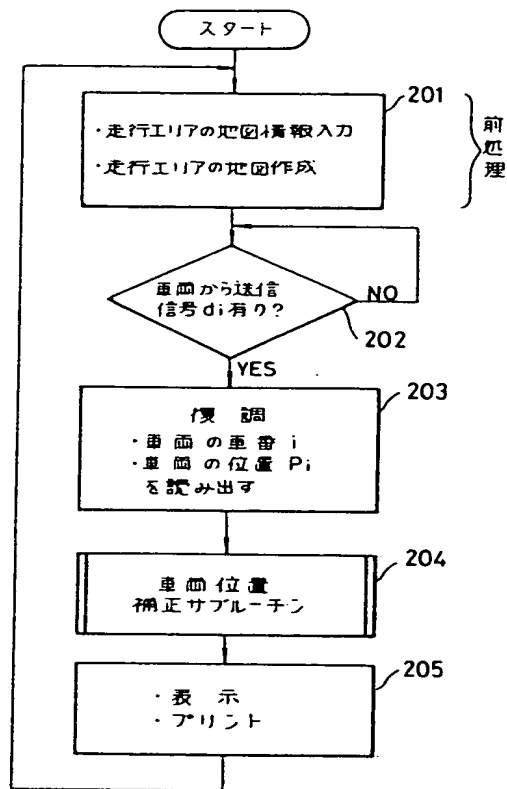 スタート
201
・走行エリアの地図情報入力
・走行エリアの地図作成
前処理
車両から送信
信号di有り?
NO
202
YES
203
復調
・車両の車番 i
・車両の位置 Pi
を読み出す
204
車両位置
補正サブルーチン
205
・表示
・プリント